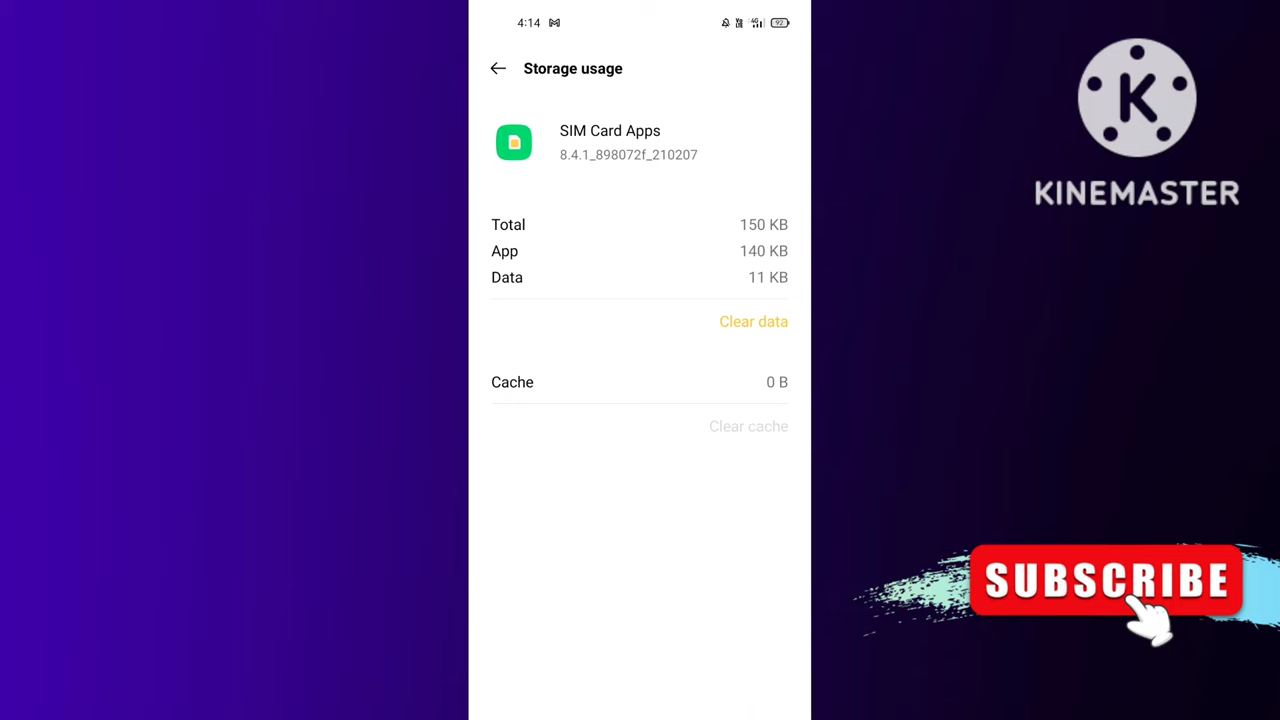 4:14
92
Storage usage
SIM Card Apps
8.4.1_898072f_210207
Total 150 KB
App 140 KB
Data 11 KB
Clear data
Cache 0 B
Clear cache
K
KINEMASTER
SUBSCRIBE